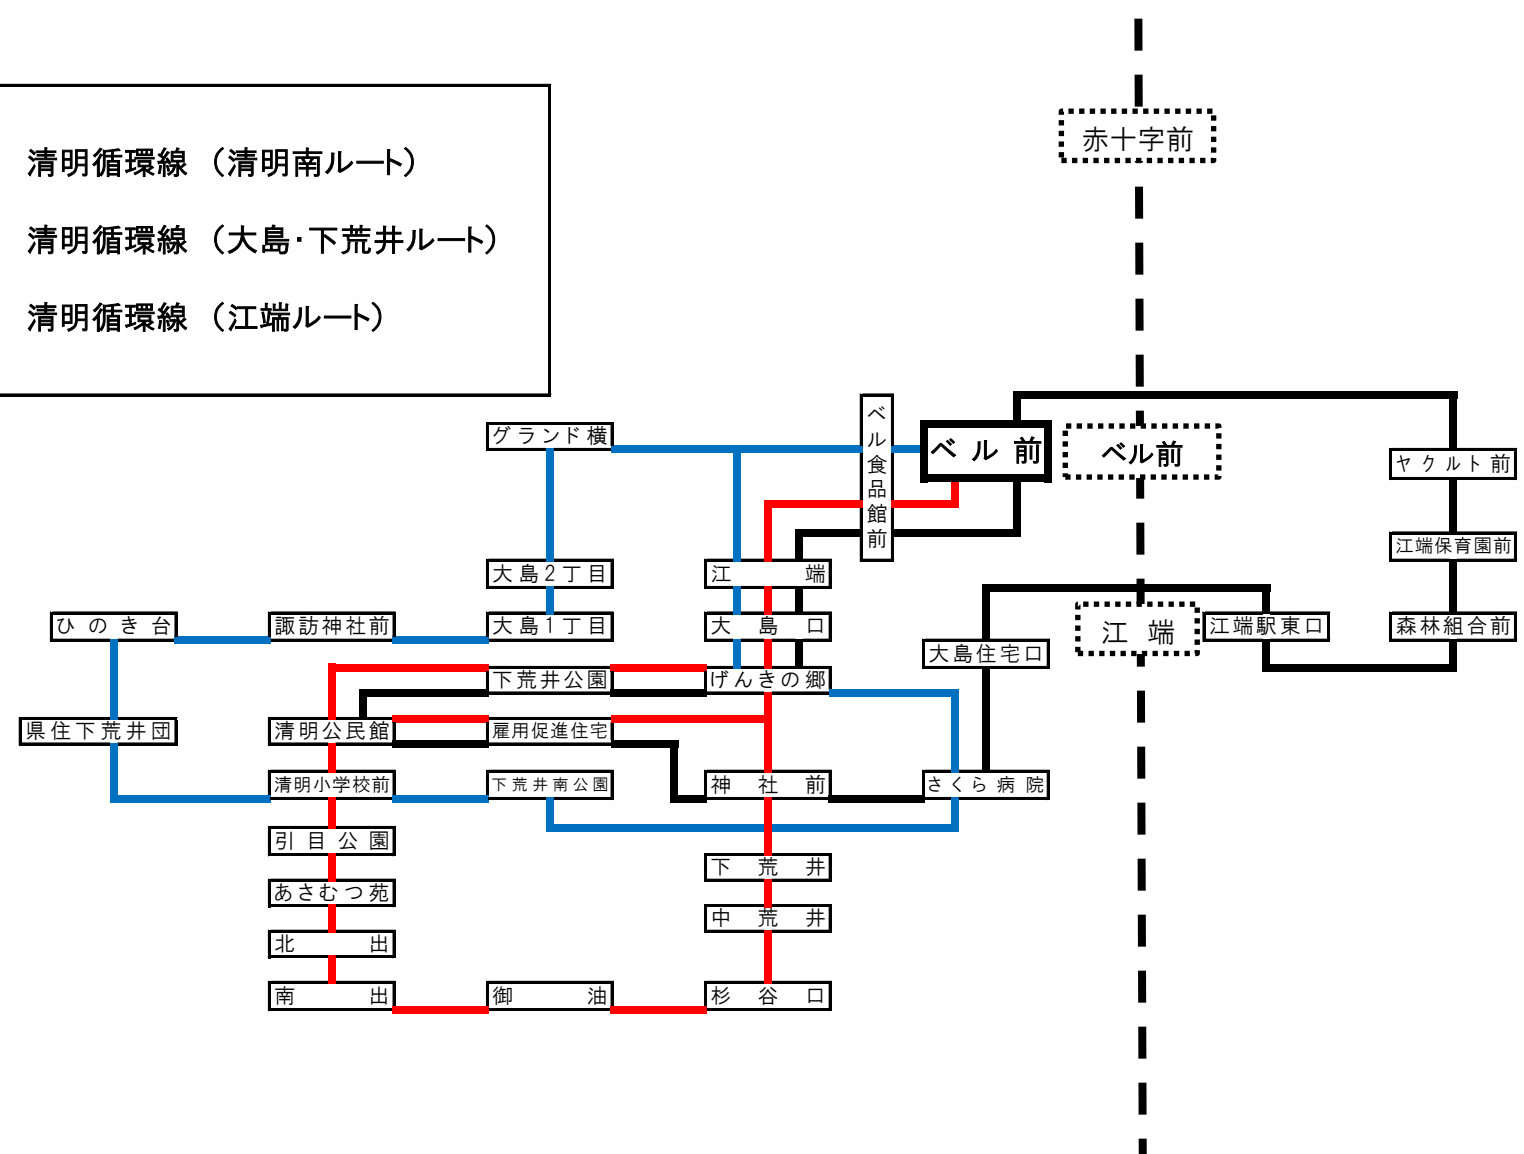 赤十字前
清明循環線 (清明南ルート)
清明循環線 (大島・下荒井ルート)
清明循環線 (江端ルート)
ベル食品館前
グランド横
ベル前
ベル前
ヤクルト前
江端保育園前
大島2丁目
江端
ひのき台
諏訪神社前
大島1丁目
大島口
大島住宅口
江端
江端駅東口
森林組合前
下荒井公園
げんきの郷
県住下荒井団
清明公民館
雇用促進住宅
清明小学校前
下荒井南公園
神社前
さくら病院
引目公園
下荒井
あさむつ苑
中荒井
北出
南出
御油
杉谷口